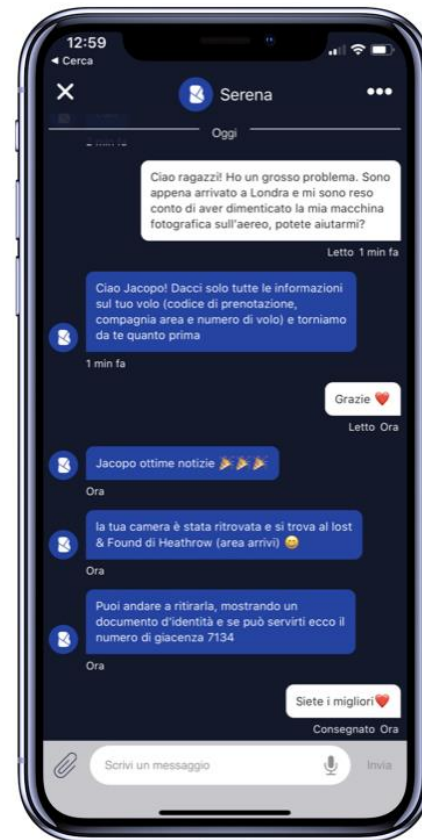 12:59
◀ Cerca
Serena
Oggi
Ciao ragazzi! Ho un grosso problema. Sono
appena arrivato a Londra e mi sono reso
conto di aver dimenticato la mia macchina
fotografica sull'aereo, potete aiutarmi?
Letto 1 min fa
Ciao Jacopo! Dacci solo tutte le informazioni
sul tuo volo (codice di prenotazione,
compagnia area e numero di volo) e torniamo
da te quanto prima
1 min fa
Grazie ❤️
Letto Ora
Jacopo ottime notizie 🎉🎉🎉
Ora
la tua camera è stata ritrovata e si trova al lost
& Found di Heathrow (area arrivi) 😄
Ora
Puoi andare a ritirarla, mostrando un
documento d'identità e se può servirti ecco il
numero di giacenza 7134
Ora
Siete i migliori❤️
Consegnato Ora
Scrivi un messaggio
Invia